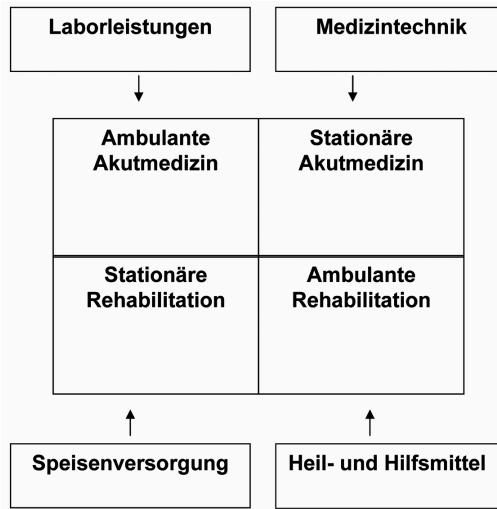 Laborleistungen
Medizintechnik
Ambulante
Akutmedizin
Stationäre
Akutmedizin
Stationäre
Rehabilitation
Ambulante
Rehabilitation
Speisenversorgung
Heil- und Hilfsmittel